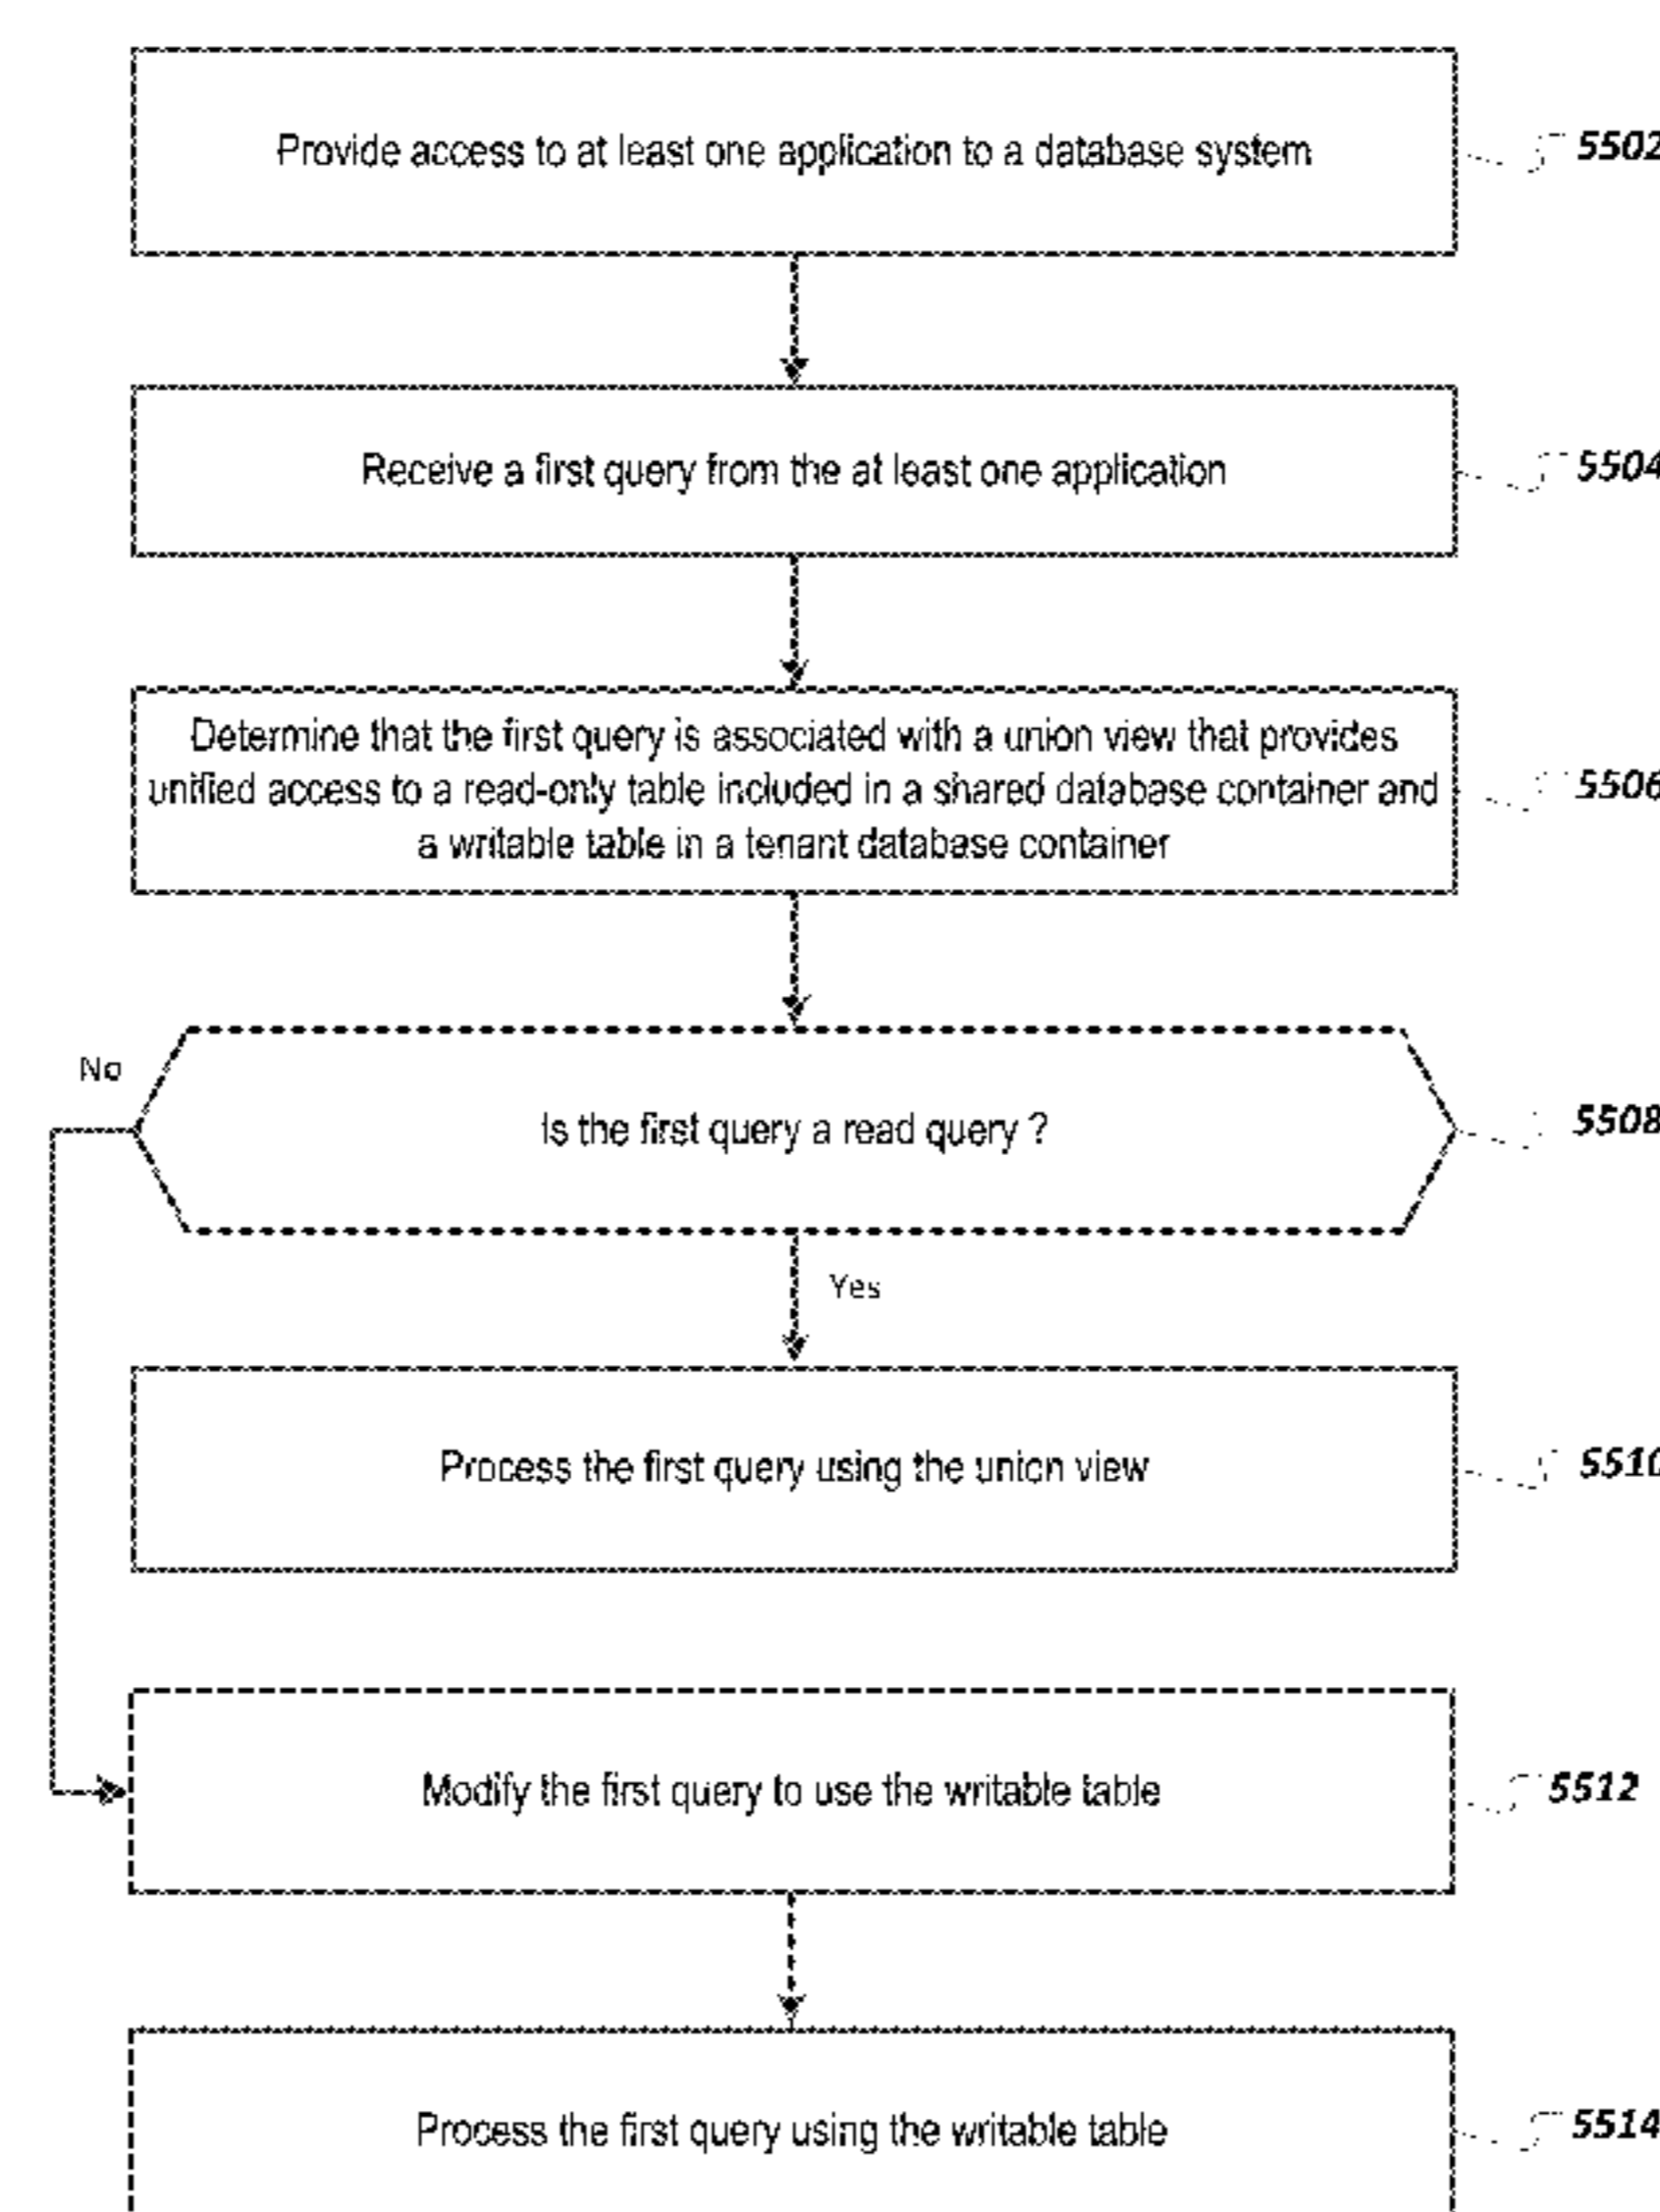 Provide access to at least one application to a database system
5502
Receive a first query from the at least one application
5504
Determine that the first query is associated with a union view that provides
unified access to a read-only table included in a shared database container and
a writable table in a tenant database container
5506
No
Is the first query a read query ?
5508
Yes
Process the first query using the union view
5510
Modify the first query to use the writable table
5512
Process the first query using the writable table
5514